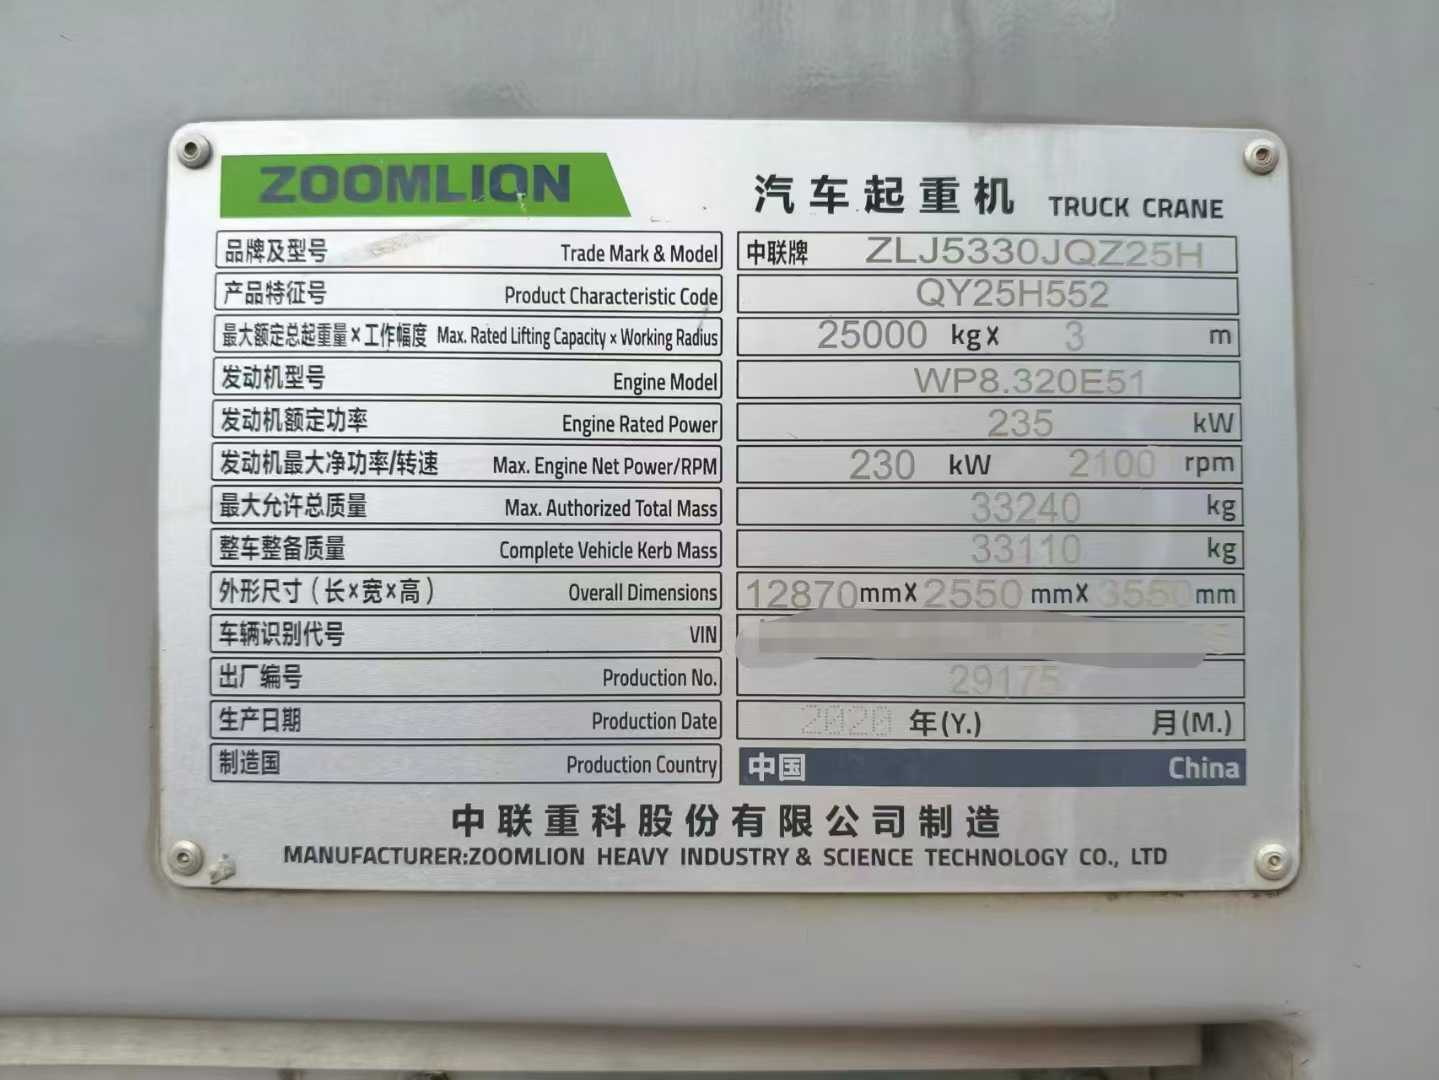 ZOOMLION 汽车起重机 TRUCK CRANE
品牌及型号 Trade Mark & Model 中联牌 ZLJ5330JQZ25H
产品特征号 Product Characteristic Code QY25H552
最大额定总起重量×工作幅度 Max. Rated Lifting Capacity × Working Radius 25000 kg X 3 m
发动机型号 Engine Model WP8.320E51
发动机额定功率 Engine Rated Power 235 kW
发动机最大净功率/转速 Max. Engine Net Power/RPM 230 kW 2100 rpm
最大允许总质量 Max. Authorized Total Mass 33240 kg
整车整备质量 Complete Vehicle Kerb Mass 33110 kg
外形尺寸(长×宽×高) Overall Dimensions 12870 mm X 2550 mm X 3550 mm
车辆识别代号 VIN
出厂编号 Production No. 29175
生产日期 Production Date 2020 年(Y.) 月(M.)
制造国 Production Country 中国 China
中联重科股份有限公司制造
MANUFACTURER:ZOOMLION HEAVY INDUSTRY & SCIENCE TECHNOLOGY CO., LTD